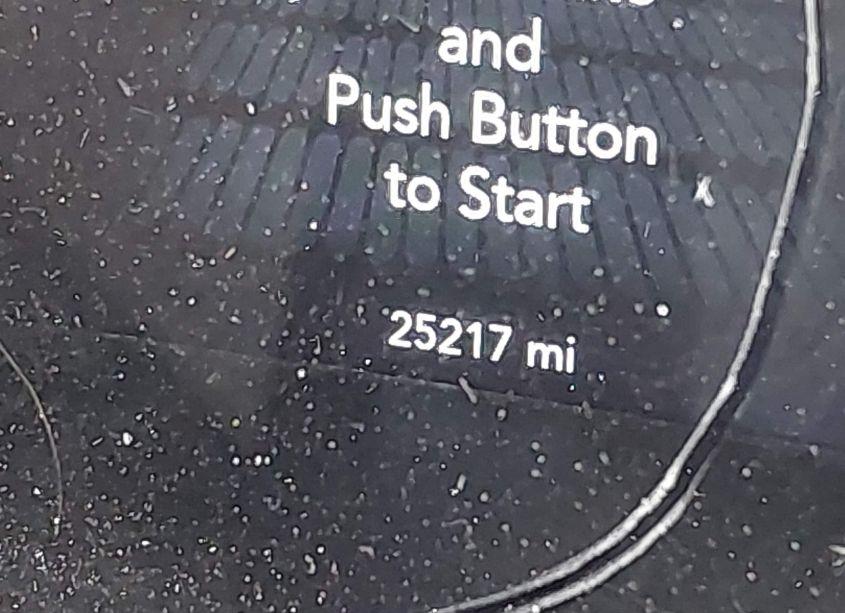 and
Push Button
to Start
25217 mi